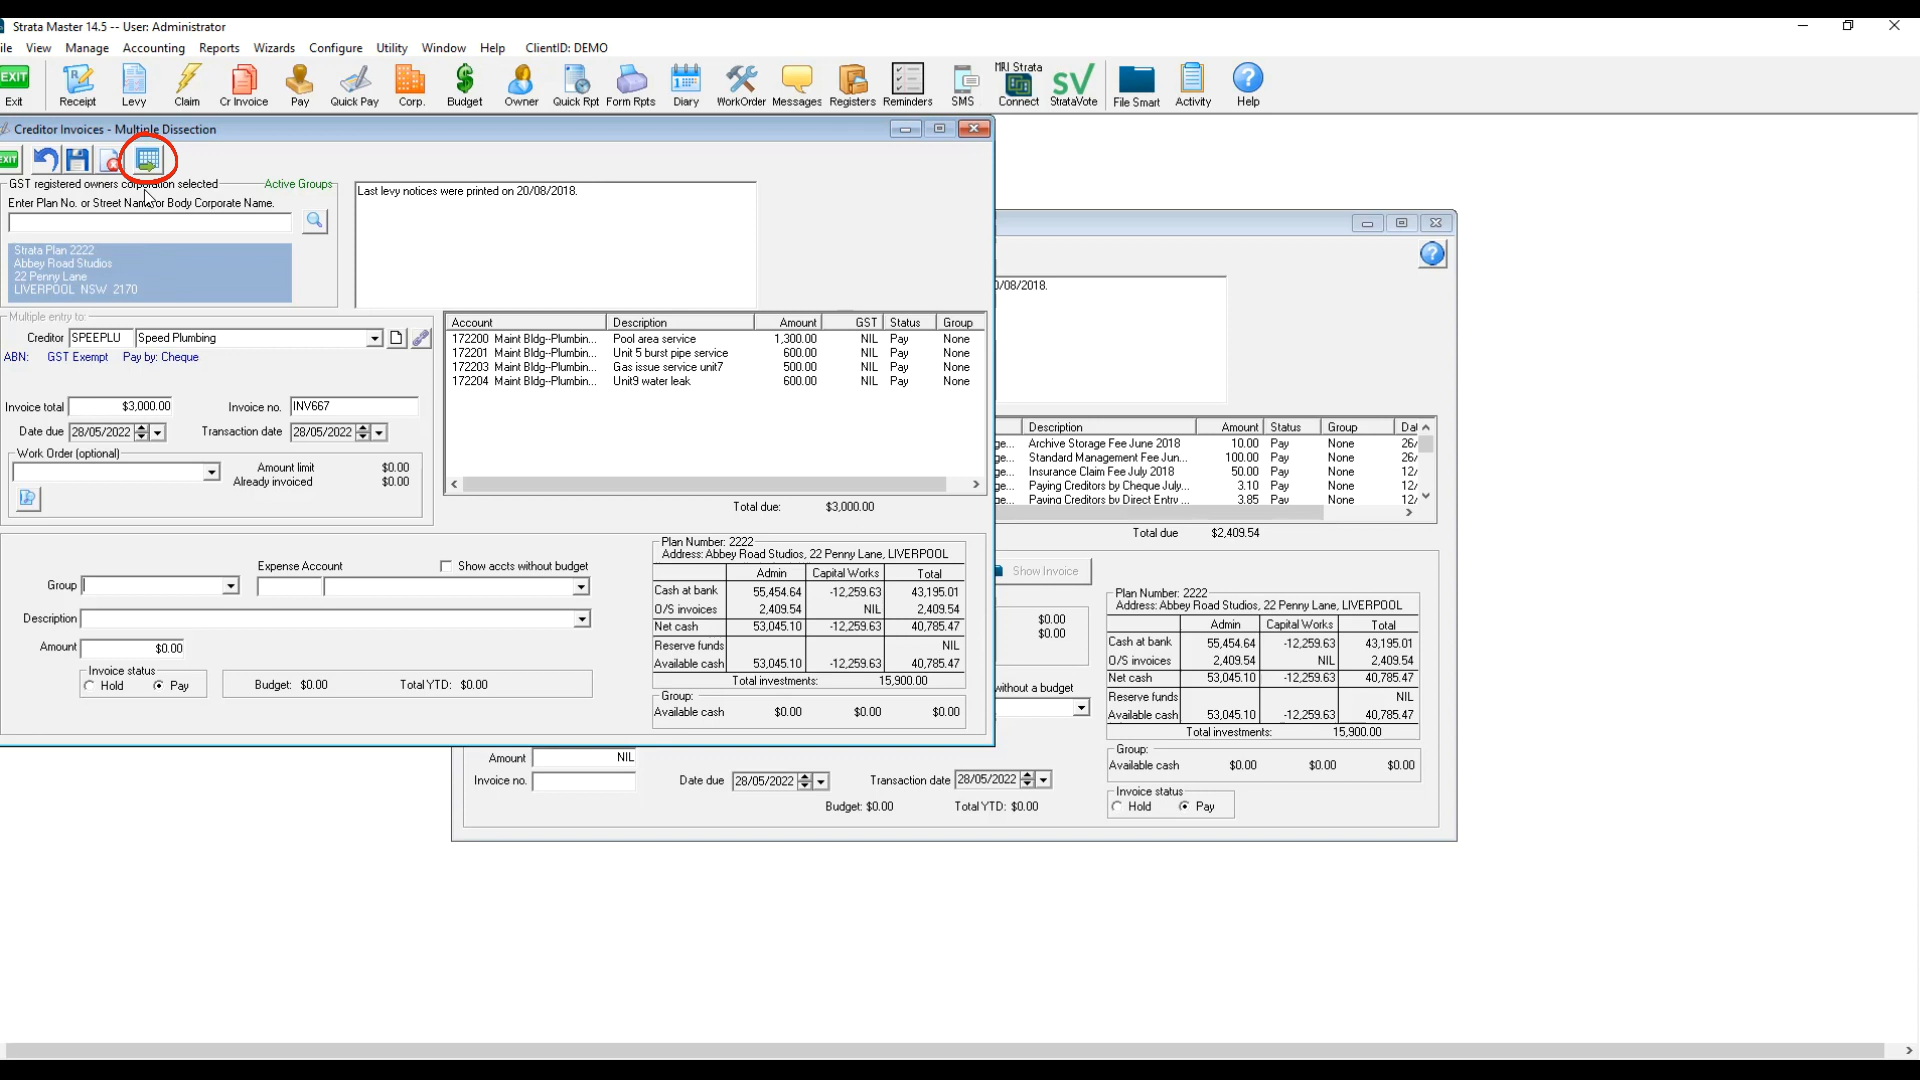 Strata Master 14.5 -- User: Administrator
ile View Manage Accounting Reports Wizards Configure Utility Window Help ClientID: DEMO
EXIT
MRI Strata
SV
Exit Receipt Levy Claim Cr Invoice Pay Quick Pay Corp. Budget Owner Quick Rpt Form Rpts Diary WorkOrder Messages Registers Reminders SMS Connect StrataVote File Smart Activity Help
Creditor Invoices - Multiple Dissection
EXIT
GST registered owners corporation selected Active Groups
Enter Plan No. or Street Name or Body Corporate Name.
Strata Plan 2222
Abbey Road Studios
22 Penny Lane
LIVERPOOL NSW 2170
Last levy notices were printed on 20/08/2018.
Multiple entry to:
Creditor SPEEPLU Speed Plumbing
ABN: GST Exempt Pay by: Cheque
Invoice total $3,000.00 Invoice no. INV667
Date due 28/05/2022 Transaction date 28/05/2022
Work Order (optional)
Amount limit $0.00
Already invoiced $0.00
Account Description Amount GST Status Group
172200 Maint Bldg--Plumbin... Pool area service 1,300.00 NIL Pay None
172201 Maint Bldg--Plumbin... Unit 5 burst pipe service 600.00 NIL Pay None
172203 Maint Bldg--Plumbin... Gas issue service unit7 500.00 NIL Pay None
172204 Maint Bldg--Plumbin... Unit9 water leak 600.00 NIL Pay None
Total due: $3,000.00
Expense Account Show accts without budget
Group
Description
Amount $0.00
Invoice status
Hold Pay
Budget: $0.00 Total YTD: $0.00
Plan Number: 2222
Address: Abbey Road Studios, 22 Penny Lane, LIVERPOOL
Admin Capital Works Total
Cash at bank 55,454.64 -12,259.63 43,195.01
O/S invoices 2,409.54 NIL 2,409.54
Net cash 53,045.10 -12,259.63 40,785.47
Reserve funds NIL
Available cash 53,045.10 -12,259.63 40,785.47
Total investments: 15,900.00
Group:
Available cash $0.00 $0.00 $0.00
0/08/2018.
Description Amount Status Group Dat
ge... Archive Storage Fee June 2018 10.00 Pay None 26/
ge... Standard Management Fee Jun... 100.00 Pay None 26/
ge... Insurance Claim Fee July 2018 50.00 Pay None 12/
ge... Paying Creditors by Cheque July... 3.10 Pay None 12/
ge... Paying Creditors by Direct Entry ... 3.85 Pay None 12/
Total due $2,409.54
Show Invoice
$0.00
$0.00
without a budget
Plan Number: 2222
Address: Abbey Road Studios, 22 Penny Lane, LIVERPOOL
Admin Capital Works Total
Cash at bank 55,454.64 -12,259.63 43,195.01
O/S invoices 2,409.54 NIL 2,409.54
Net cash 53,045.10 -12,259.63 40,785.47
Reserve funds NIL
Available cash 53,045.10 -12,259.63 40,785.47
Total investments: 15,900.00
Group:
Available cash $0.00 $0.00 $0.00
Amount NIL
Invoice no. Date due 28/05/2022 Transaction date 28/05/2022
Budget: $0.00 Total YTD: $0.00
Invoice status
Hold Pay